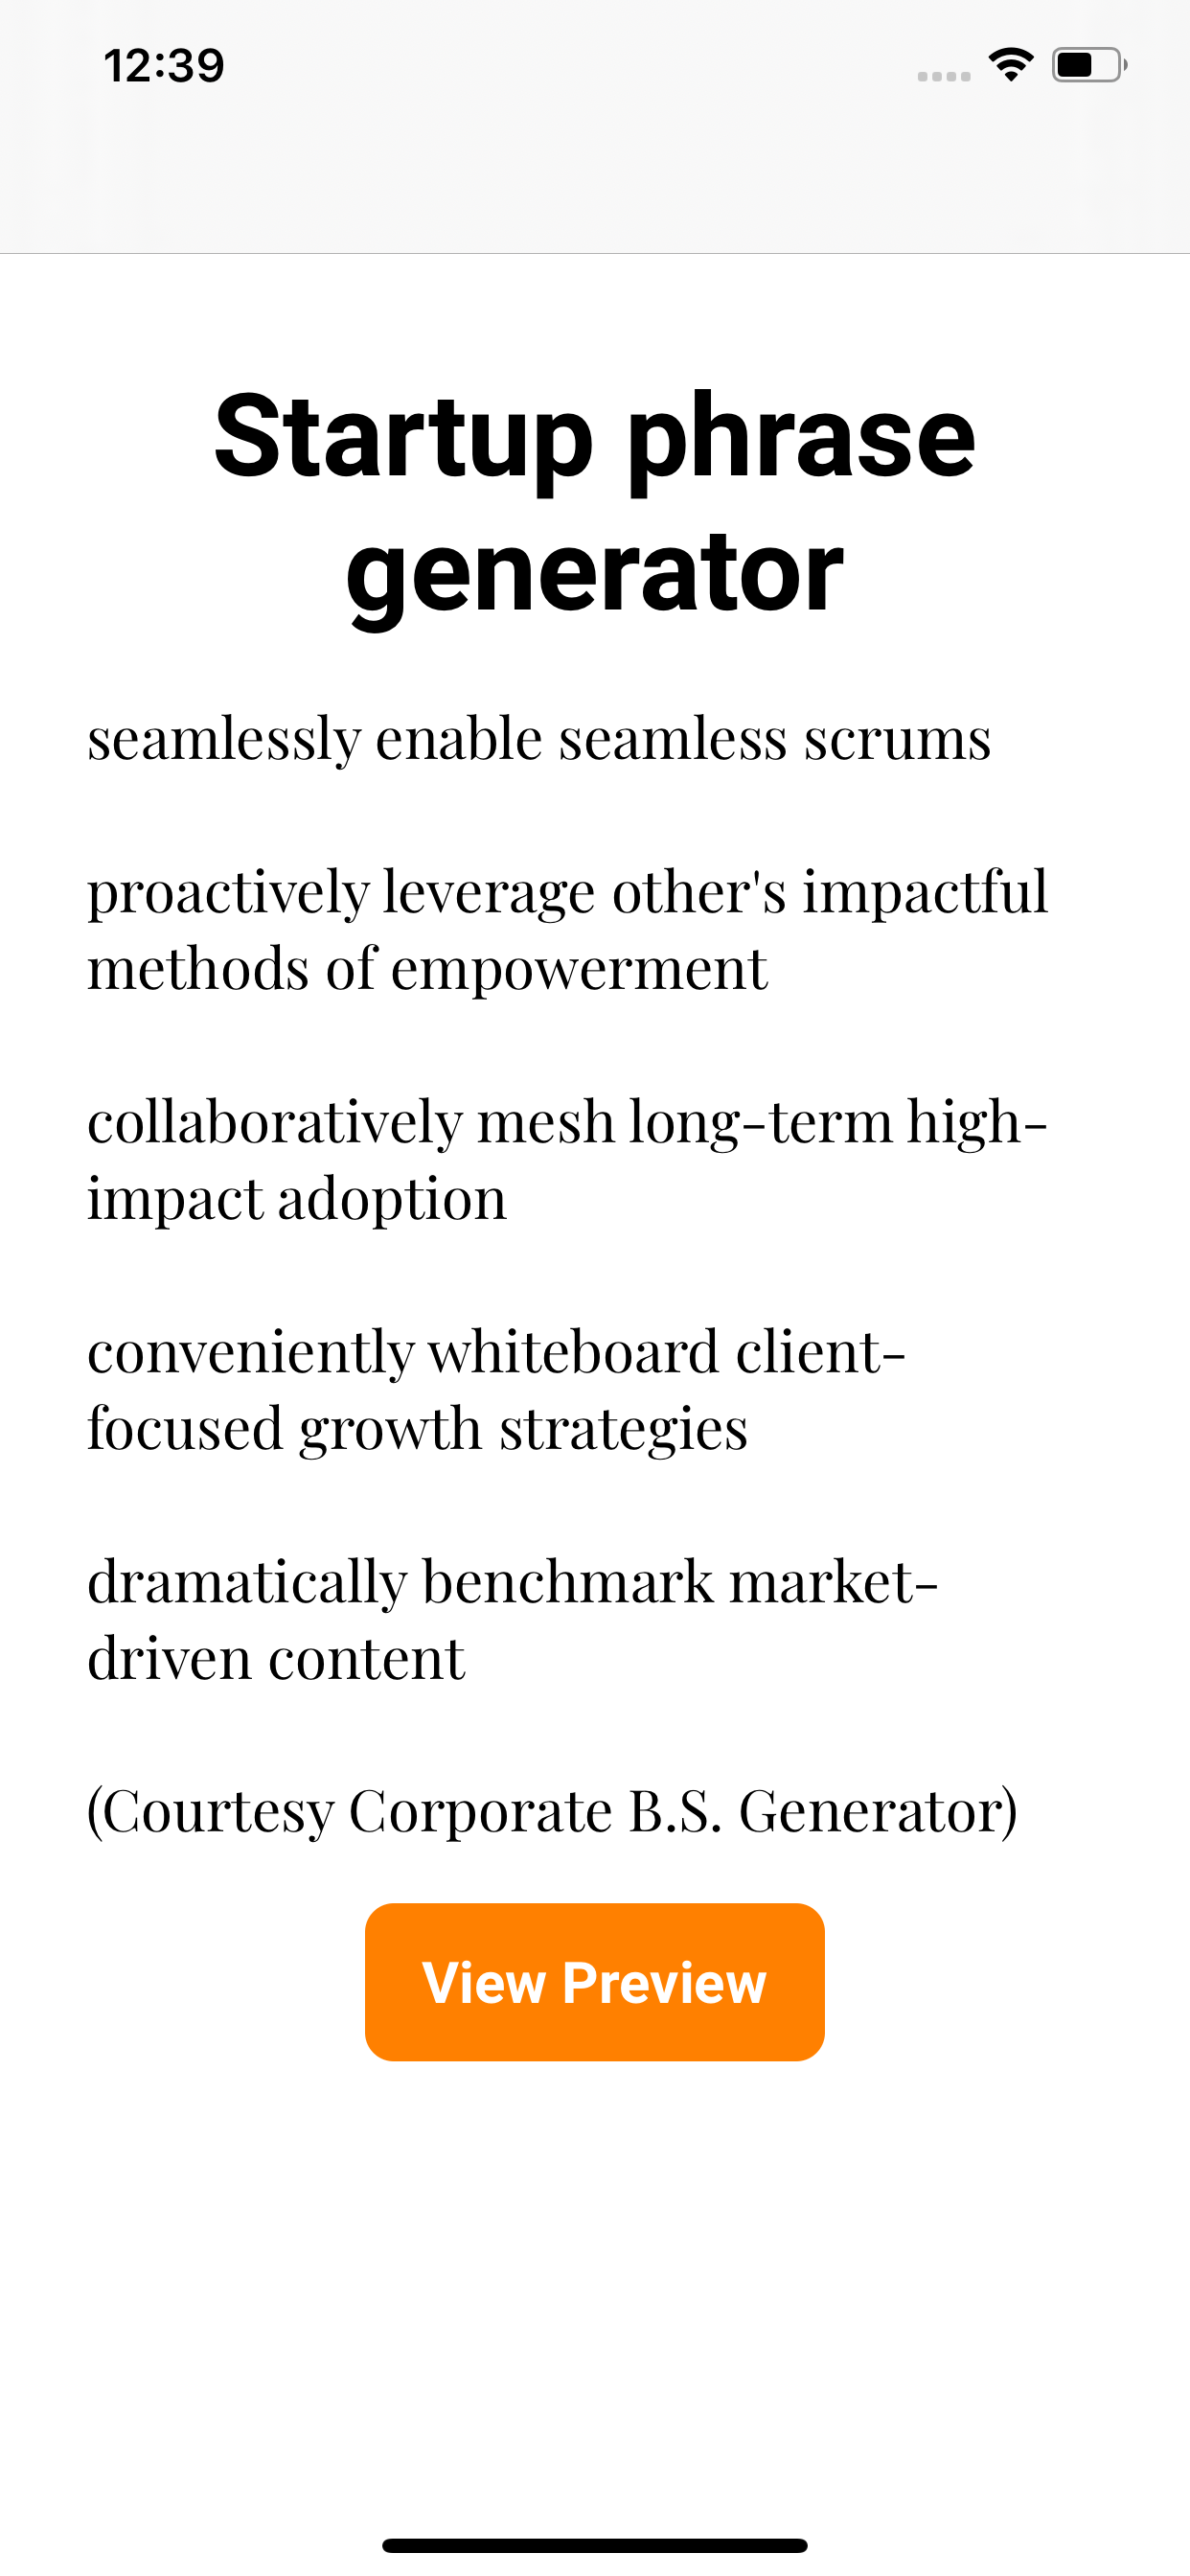 12:39
Startup phrase
generator
seamlessly enable seamless scrums
proactively leverage other's impactful
methods of empowerment
collaboratively mesh long-term high-
impact adoption
conveniently whiteboard client-
focused growth strategies
dramatically benchmark market-
driven content
(Courtesy Corporate B.S. Generator)
View Preview